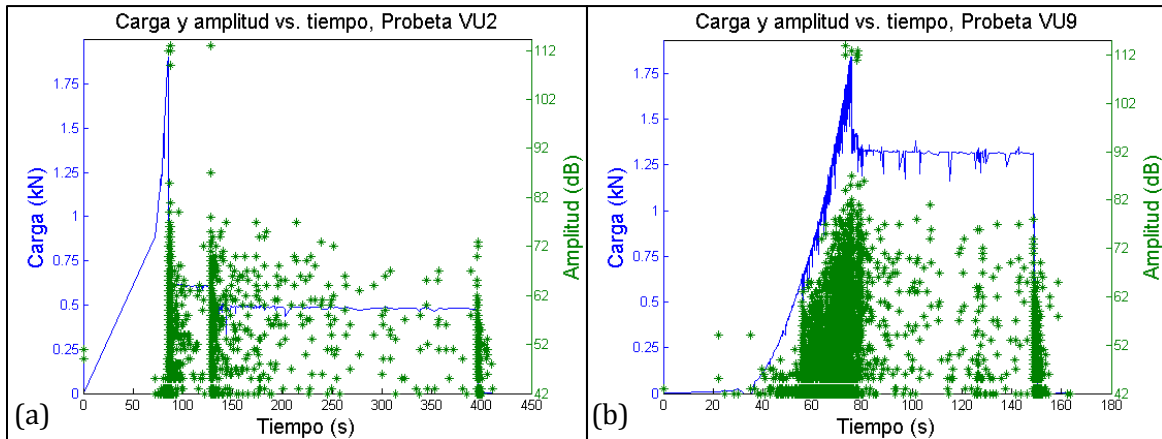 Carga y amplitud vs. tiempo, Probeta VU2
Carga (kN)
1.75
1.5
1.25
1
0.75
0.5
0.25
0
0 50 100 150 200 250 300 350 400 450
Tiempo (s)
112
102
92
82
72
62
52
42
Amplitud (dB)
(a)
Carga y amplitud vs. tiempo, Probeta VU9
Carga (kN)
1.75
1.5
1.25
1
0.75
0.5
0.25
0
0 20 40 60 80 100 120 140 160 180
Tiempo (s)
112
102
92
82
72
62
52
42
Amplitud (dB)
(b)